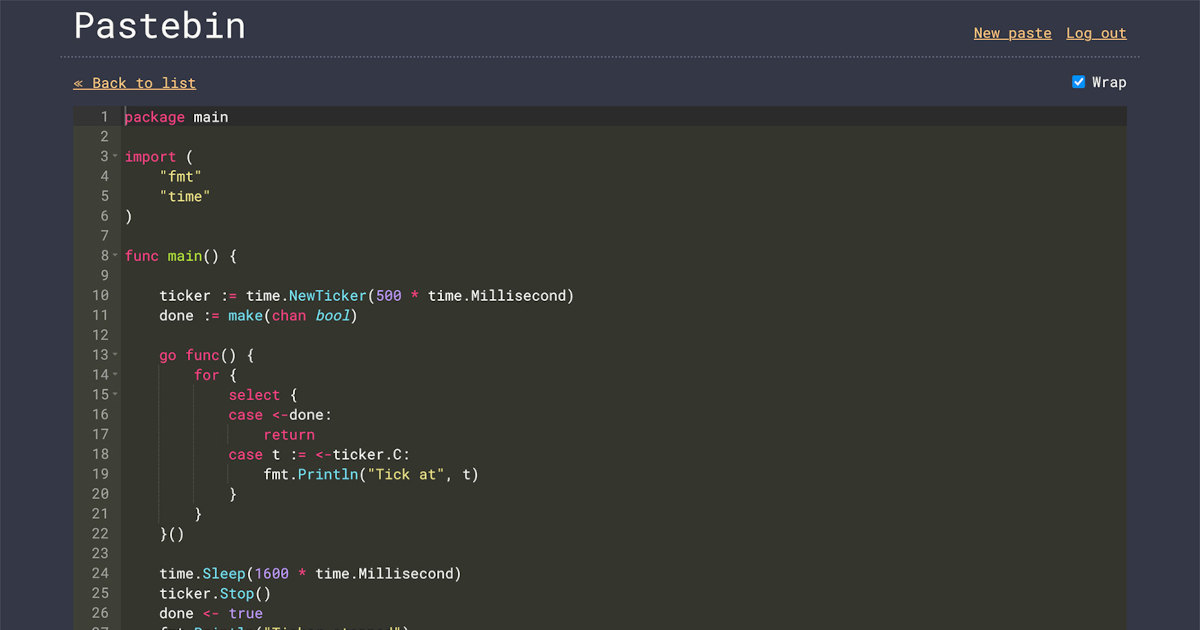 Pastebin
New paste Log out
« Back to list
Wrap
1 package main
2
3 import (
4 "fmt"
5 "time"
6 )
7
8 func main() {
9
10 ticker := time.NewTicker(500 * time.Millisecond)
11 done := make(chan bool)
12
13 go func() {
14 for {
15 select {
16 case <-done:
17 return
18 case t := <-ticker.C:
19 fmt.Println("Tick at", t)
20 }
21 }
22 }()
23
24 time.Sleep(1600 * time.Millisecond)
25 ticker.Stop()
26 done <- true